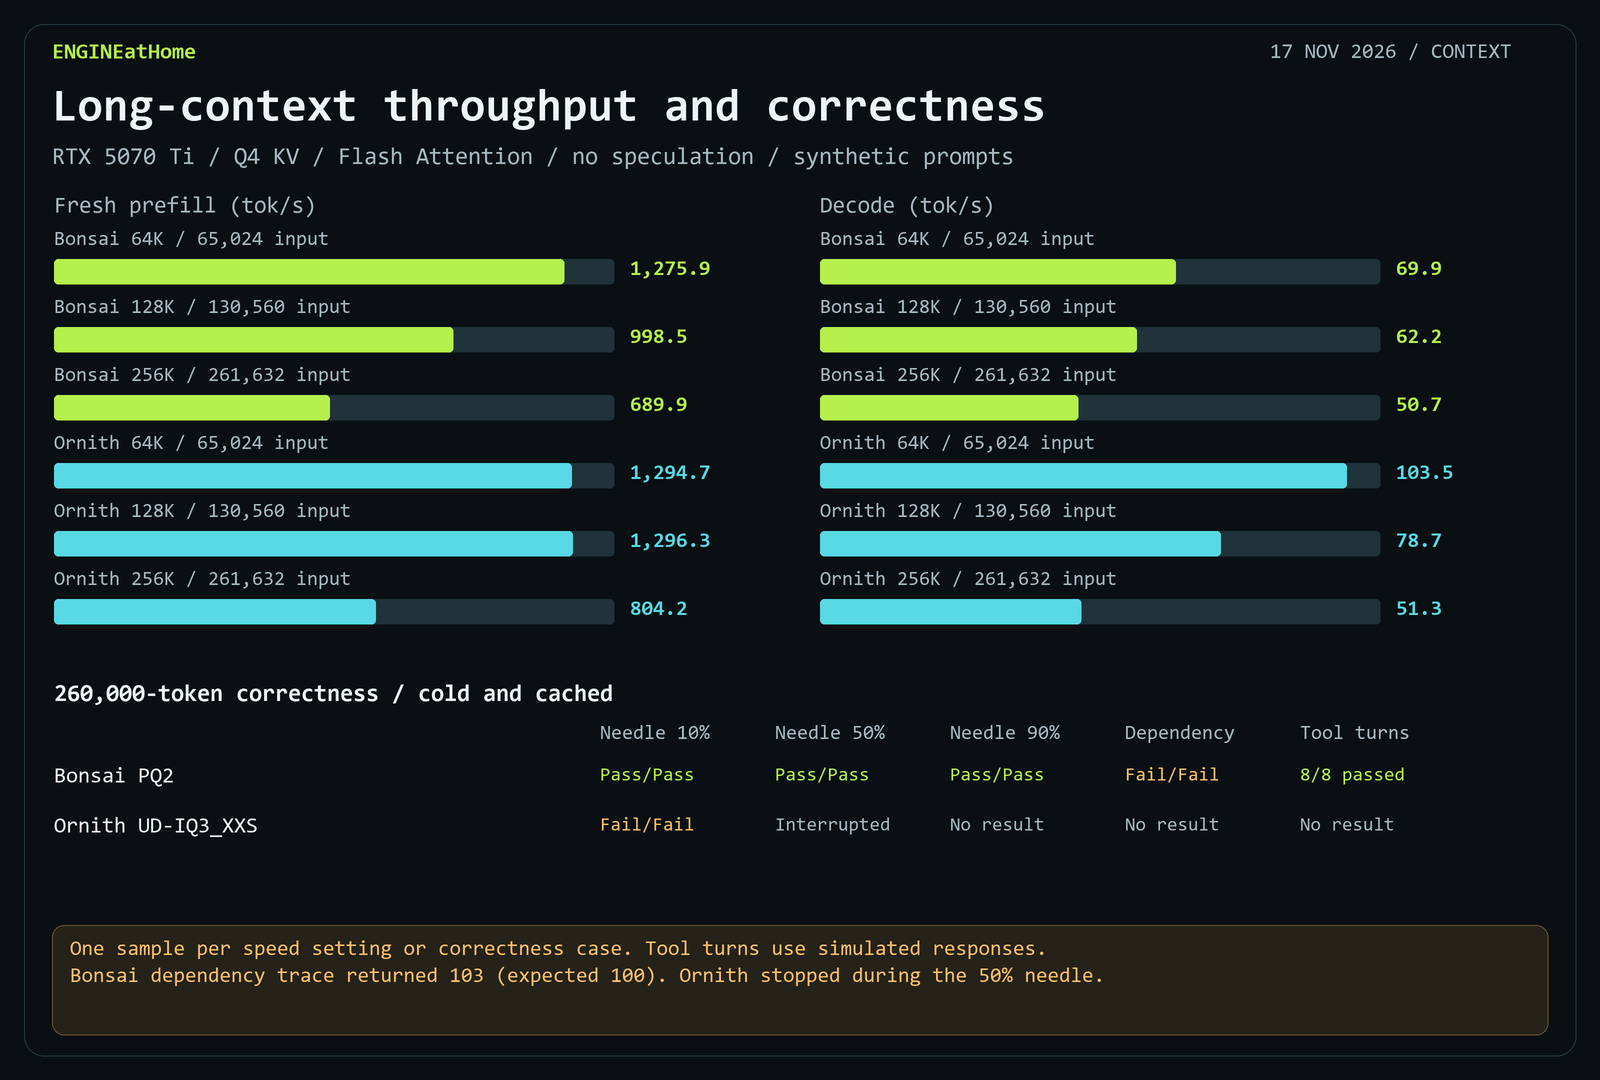 ENGINEatHome
17 NOV 2026 / CONTEXT
Long-context throughput and correctness
RTX 5070 Ti / Q4 KV / Flash Attention / no speculation / synthetic prompts
Fresh prefill (tok/s)
Bonsai 64K / 65,024 input
1,275.9
Bonsai 128K / 130,560 input
998.5
Bonsai 256K / 261,632 input
689.9
Ornith 64K / 65,024 input
1,294.7
Ornith 128K / 130,560 input
1,296.3
Ornith 256K / 261,632 input
804.2
Decode (tok/s)
Bonsai 64K / 65,024 input
69.9
Bonsai 128K / 130,560 input
62.2
Bonsai 256K / 261,632 input
50.7
Ornith 64K / 65,024 input
103.5
Ornith 128K / 130,560 input
78.7
Ornith 256K / 261,632 input
51.3
260,000-token correctness / cold and cached
Needle 10% Needle 50% Needle 90% Dependency Tool turns
Bonsai PQ2 Pass/Pass Pass/Pass Pass/Pass Fail/Fail 8/8 passed
Ornith UD-IQ3_XXS Fail/Fail Interrupted No result No result No result
One sample per speed setting or correctness case. Tool turns use simulated responses.
Bonsai dependency trace returned 103 (expected 100). Ornith stopped during the 50% needle.